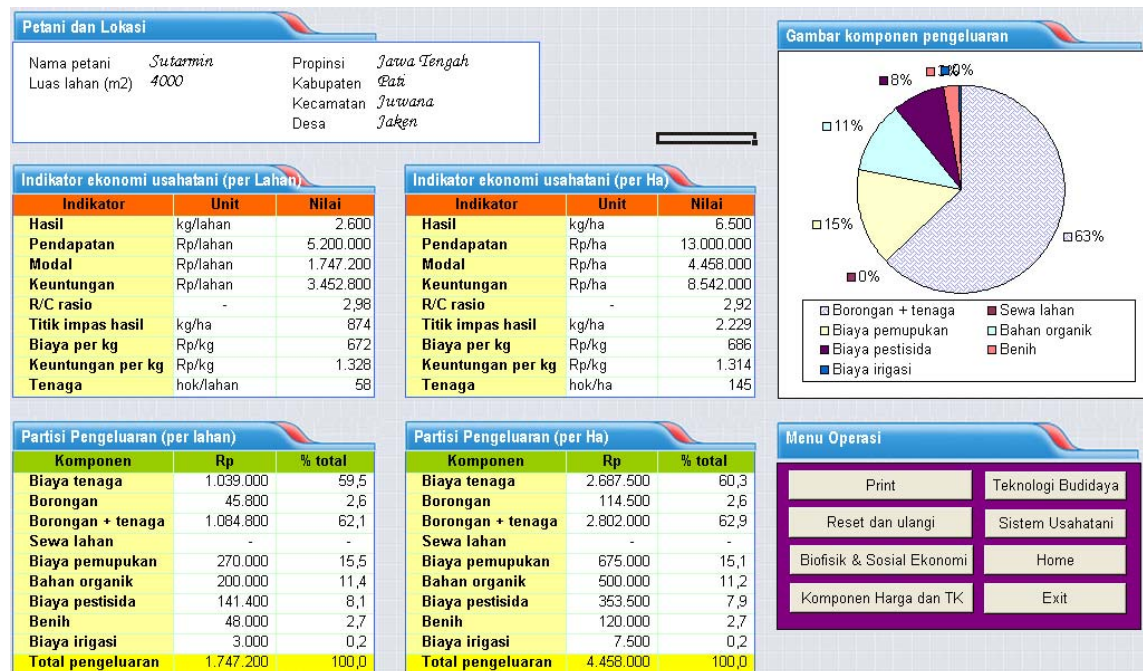 Petani dan Lokasi
Nama petani Sutarmin Propinsi Jawa Tengah
Luas lahan (m2) 4000 Kabupaten Pati
Kecamatan Juwana
Desa Jaken
Indikator ekonomi usahatani (per Lahan)
Indikator Unit Nilai
Hasil kg/lahan 2.600
Pendapatan Rp/lahan 5.200.000
Modal Rp/lahan 1.747.200
Keuntungan Rp/lahan 3.452.800
R/C rasio - 2,98
Titik impas hasil kg/ha 874
Biaya per kg Rp/kg 672
Keuntungan per kg Rp/kg 1.328
Tenaga hok/lahan 58
Indikator ekonomi usahatani (per Ha)
Indikator Unit Nilai
Hasil kg/ha 6.500
Pendapatan Rp/ha 13.000.000
Modal Rp/ha 4.458.000
Keuntungan Rp/ha 8.542.000
R/C rasio - 2,92
Titik impas hasil kg/ha 2.229
Biaya per kg Rp/kg 686
Keuntungan per kg Rp/kg 1.314
Tenaga hok/ha 145
Gambar komponen pengeluaran
0%
8%
11%
15%
63%
0%
Borongan + tenaga Sewa lahan
Biaya pemupukan Bahan organik
Biaya pestisida Benih
Biaya irigasi
Partisi Pengeluaran (per lahan)
Komponen Rp % total
Biaya tenaga 1.039.000 59,5
Borongan 45.800 2,6
Borongan + tenaga 1.084.800 62,1
Sewa lahan - -
Biaya pemupukan 270.000 15,5
Bahan organik 200.000 11,4
Biaya pestisida 141.400 8,1
Benih 48.000 2,7
Biaya irigasi 3.000 0,2
Total pengeluaran 1.747.200 100,0
Partisi Pengeluaran (per Ha)
Komponen Rp % total
Biaya tenaga 2.687.500 60,3
Borongan 114.500 2,6
Borongan + tenaga 2.802.000 62,9
Sewa lahan - -
Biaya pemupukan 675.000 15,1
Bahan organik 500.000 11,2
Biaya pestisida 353.500 7,9
Benih 120.000 2,7
Biaya irigasi 7.500 0,2
Total pengeluaran 4.458.000 100,0
Menu Operasi
Print Teknologi Budidaya
Reset dan ulangi Sistem Usahatani
Biofisik & Sosial Ekonomi Home
Komponen Harga dan TK Exit